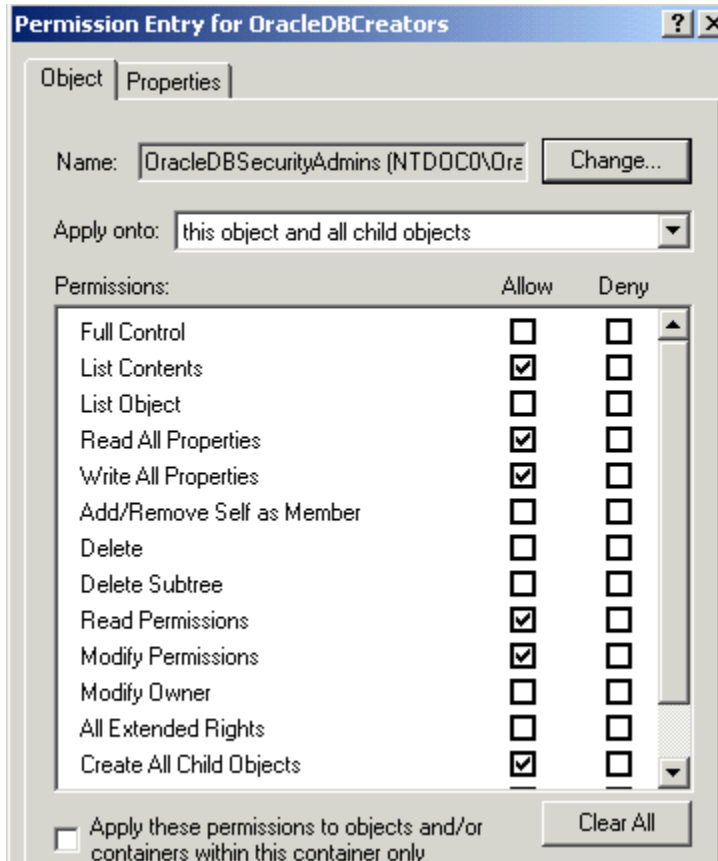 Permission Entry for OracleDBCreators ? X
Object Properties
Name: OracleDBSecurityAdmins (NTDOC0\Ora Change...
Apply onto: this object and all child objects
Permissions: Allow Deny
Full Control
List Contents
List Object
Read All Properties
Write All Properties
Add/Remove Self as Member
Delete
Delete Subtree
Read Permissions
Modify Permissions
Modify Owner
All Extended Rights
Create All Child Objects
Apply these permissions to objects and/or Clear All
containers within this container only